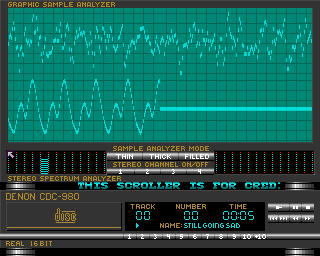 GRAPHIC SAMPLE ANALYZER
SAMPLE ANALYZER MODE
THIN THICK FILLED
STEREO CHANNEL ON/OFF
1 2 3 4
STEREO SPECTRUM ANALYZER
THIS SCROLLER IS FOR CRED
DENON CDC-980
disc
TRACK NUMBER TIME
00 00 00:05
NAME: STILL GOING SAD
1 2 3 4 5 6 7 8 9 10 +10
REAL 16BIT